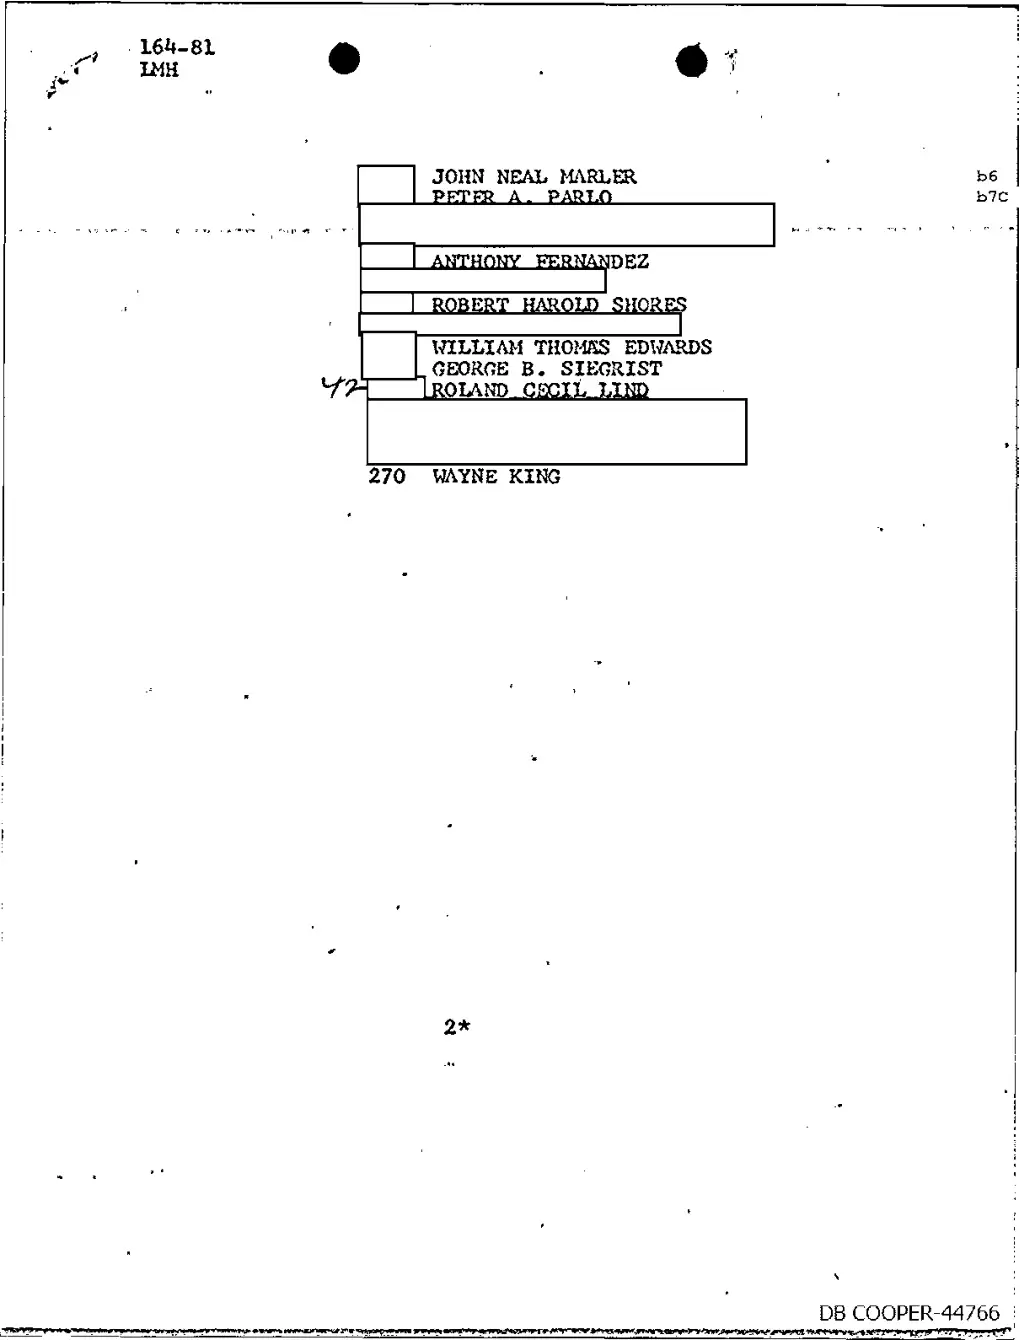 164-81
LMH
JOHN NEAL MARLER
b6
PETER A. PARLO
b7C
ANTHONY FERNANDEZ
ROBERT HAROLD SHORES
WILLIAM THOMAS EDWARDS
GEORGE B. SIEGRIST
42 ROLAND CECIL LIND
270 WAYNE KING
2*
DB COOPER-44766